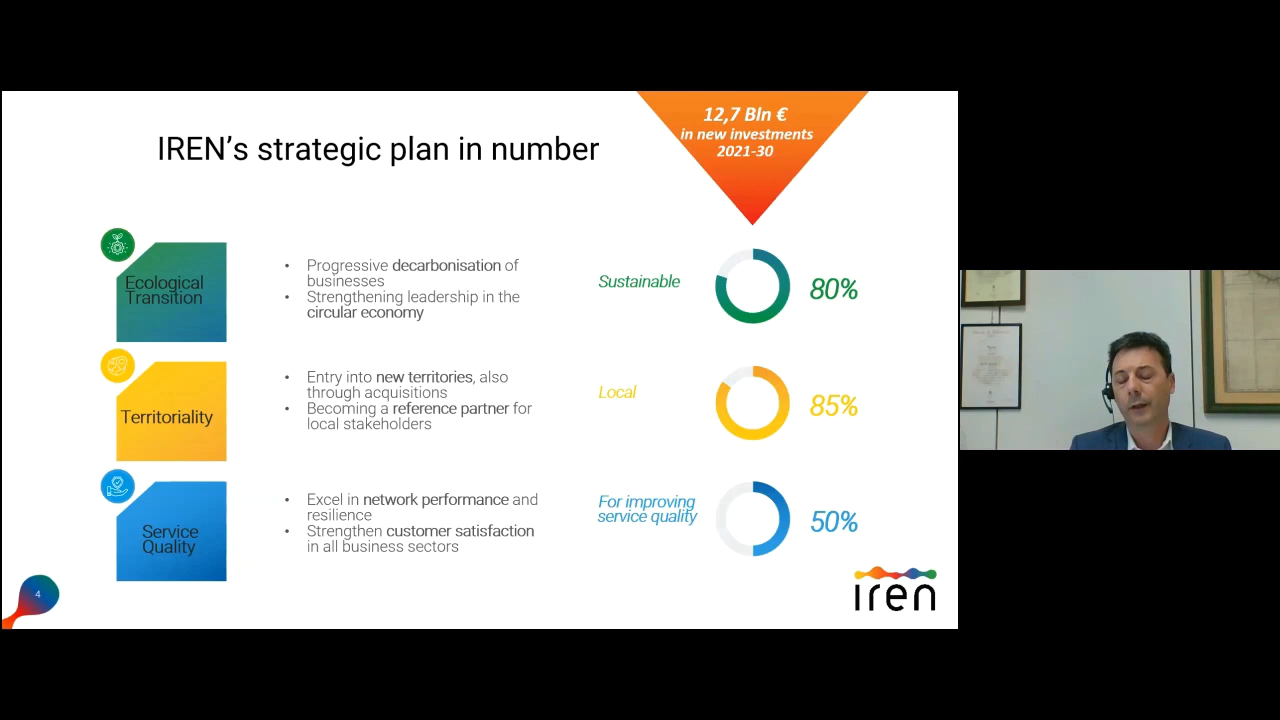 IREN's strategic plan in number
12,7 Bln €
in new investments
2021-30
Ecological
Transition
• Progressive decarbonisation of
businesses
• Strengthening leadership in the
circular economy
Sustainable
80%
Territoriality
• Entry into new territories, also
through acquisitions
• Becoming a reference partner for
local stakeholders
Local
85%
Service
Quality
• Excel in network performance and
resilience
• Strengthen customer satisfaction
in all business sectors
For improving
service quality
50%
4
iren